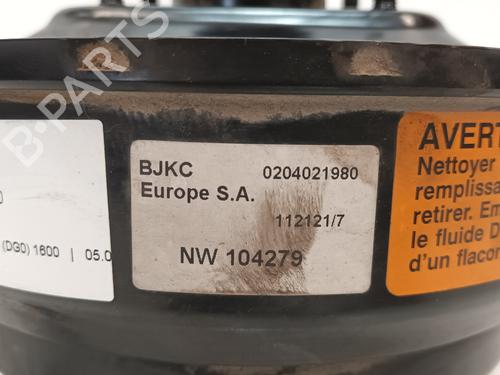 BJKC 0204021980
Europe S.A.
112121/7
NW 104279
(DG0) 1600 | 05.0
AVERT
Nettoyer
remplissa
retirer. Em
le fluide D
d'un flacon
B-PARTS